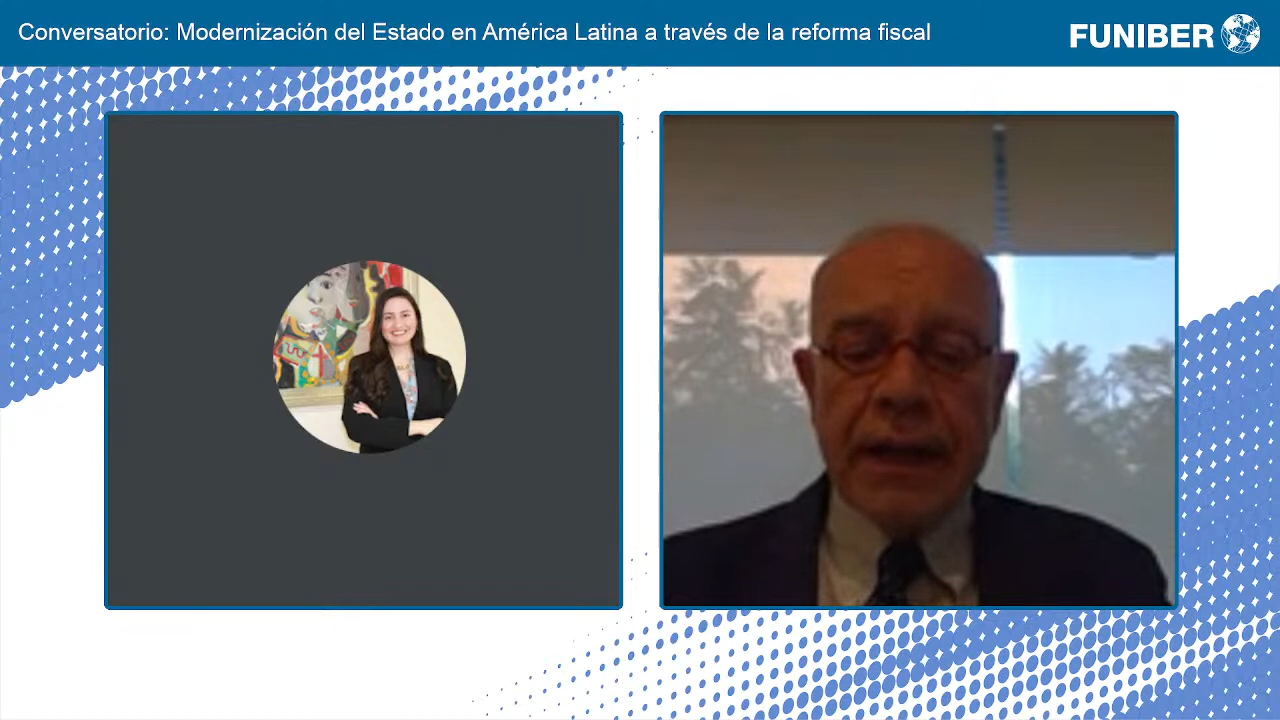 Conversatorio: Modernización del Estado en América Latina a través de la reforma fiscal
FUNIBER